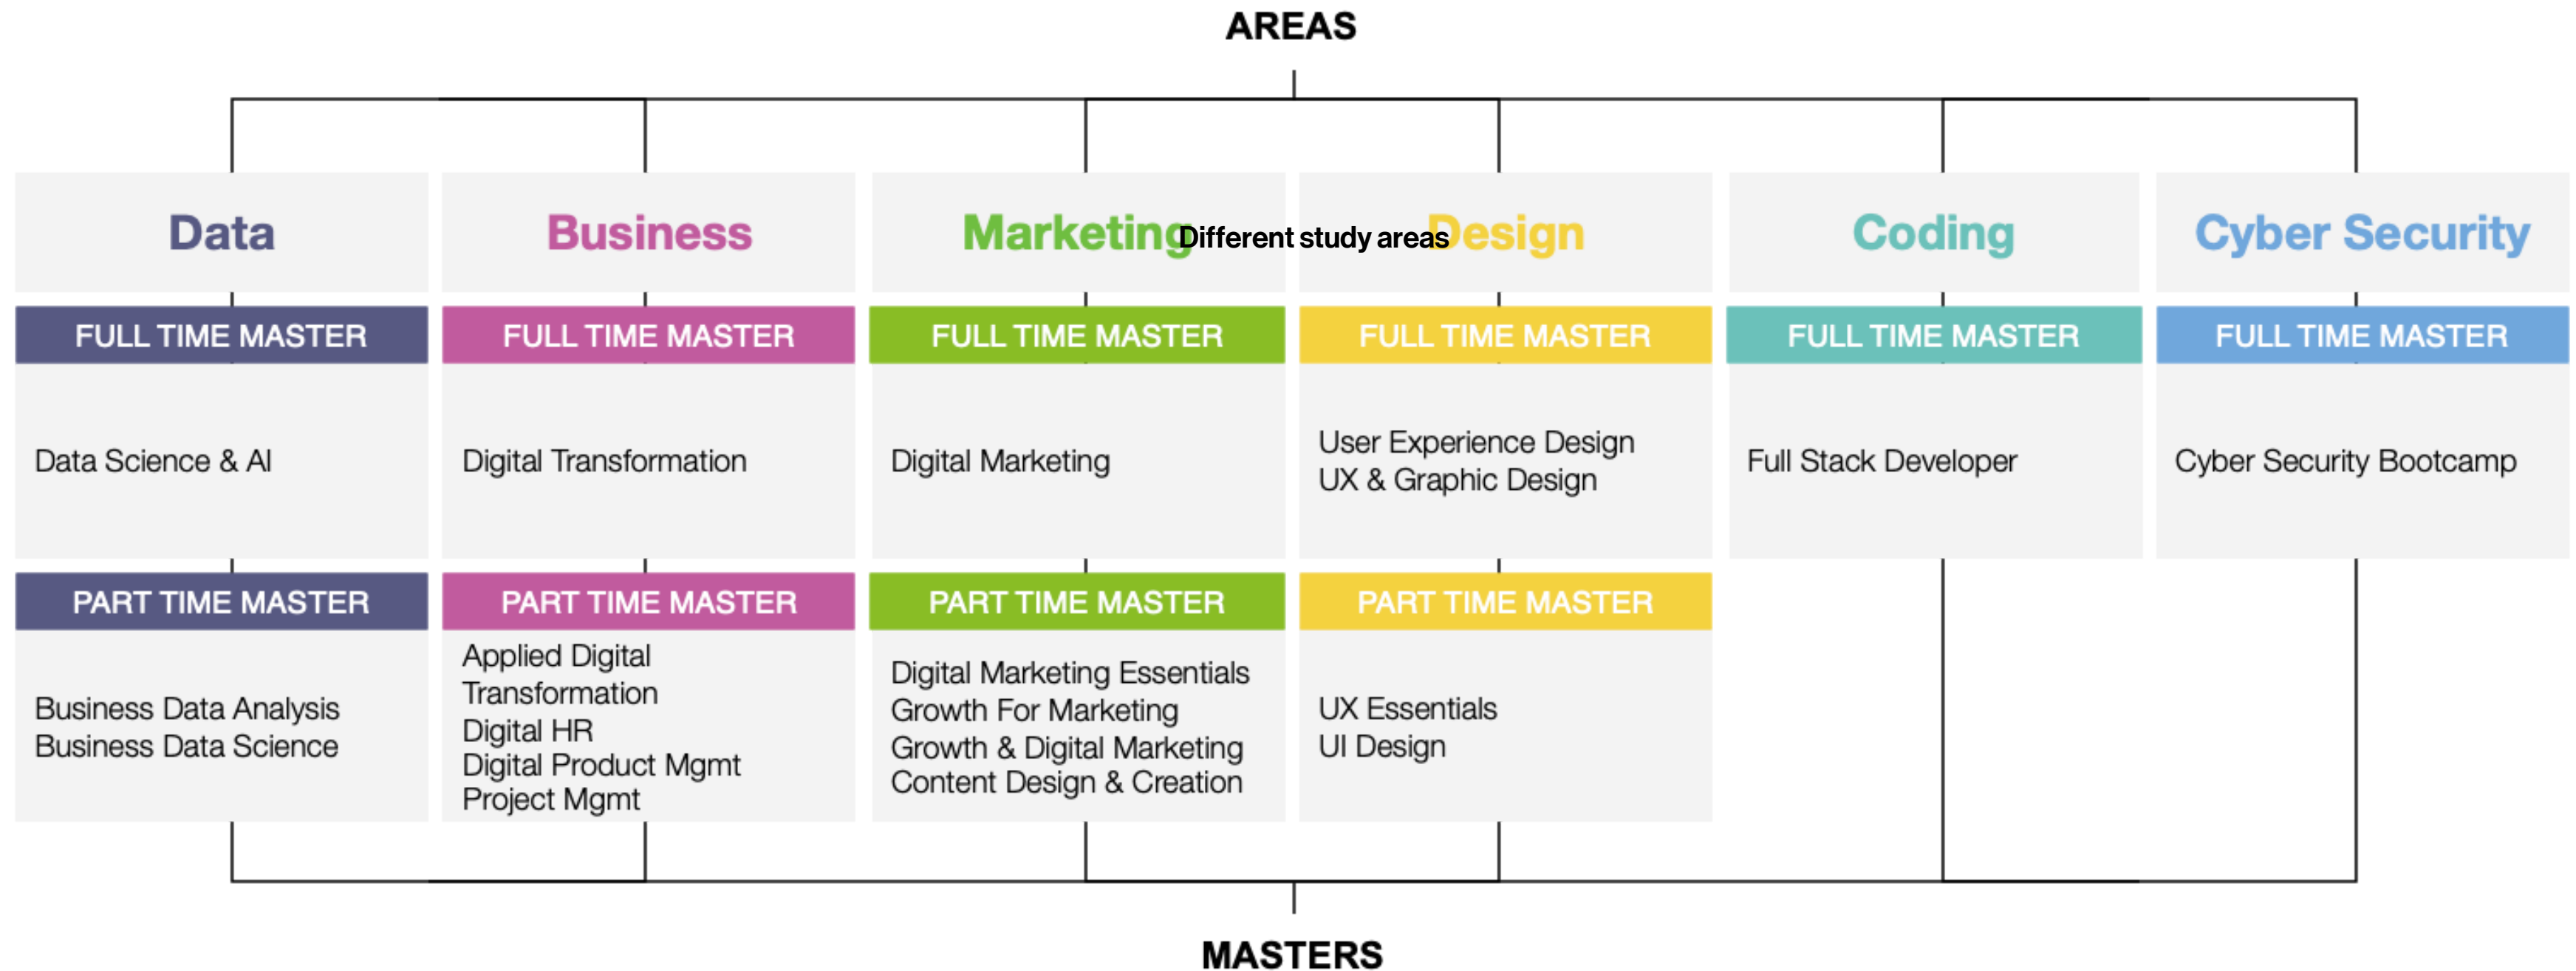 AREAS
Data
Business
Marketing
Different study areas
Design
Coding
Cyber Security
FULL TIME MASTER
FULL TIME MASTER
FULL TIME MASTER
FULL TIME MASTER
FULL TIME MASTER
FULL TIME MASTER
Data Science & AI
Digital Transformation
Digital Marketing
User Experience Design
UX & Graphic Design
Full Stack Developer
Cyber Security Bootcamp
PART TIME MASTER
PART TIME MASTER
PART TIME MASTER
PART TIME MASTER
Business Data Analysis
Business Data Science
Applied Digital
Transformation
Digital HR
Digital Product Mgmt
Project Mgmt
Digital Marketing Essentials
Growth For Marketing
Growth & Digital Marketing
Content Design & Creation
UX Essentials
UI Design
MASTERS